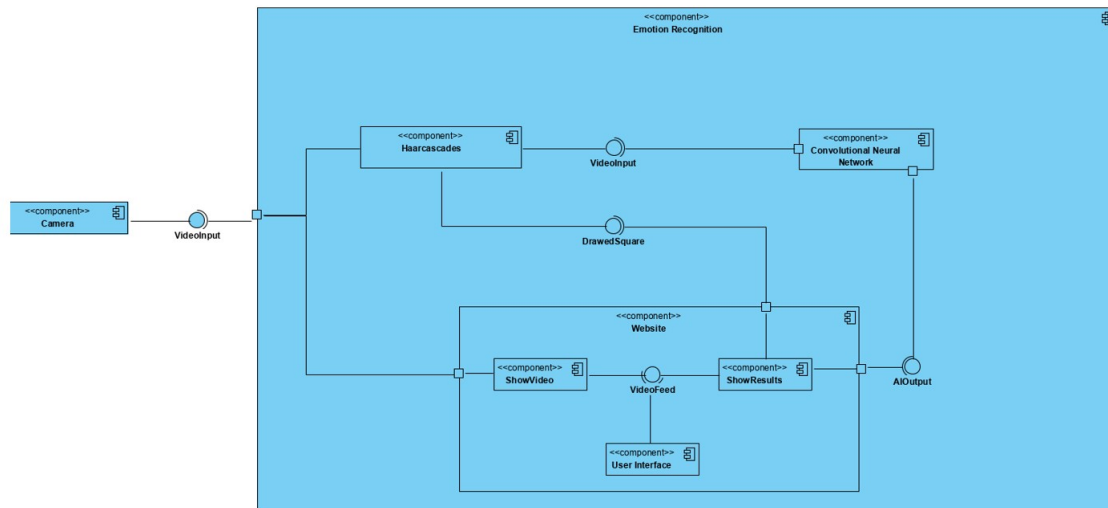 <<component>>
Emotion Recognition
<<component>>
Haarcascades
VideoInput
<<component>>
Convolutional Neural
Network
<<component>>
Camera
VideoInput
DrawedSquare
<<component>>
Website
<<component>>
ShowVideo
VideoFeed
<<component>>
ShowResults
AIOutput
<<component>>
User Interface